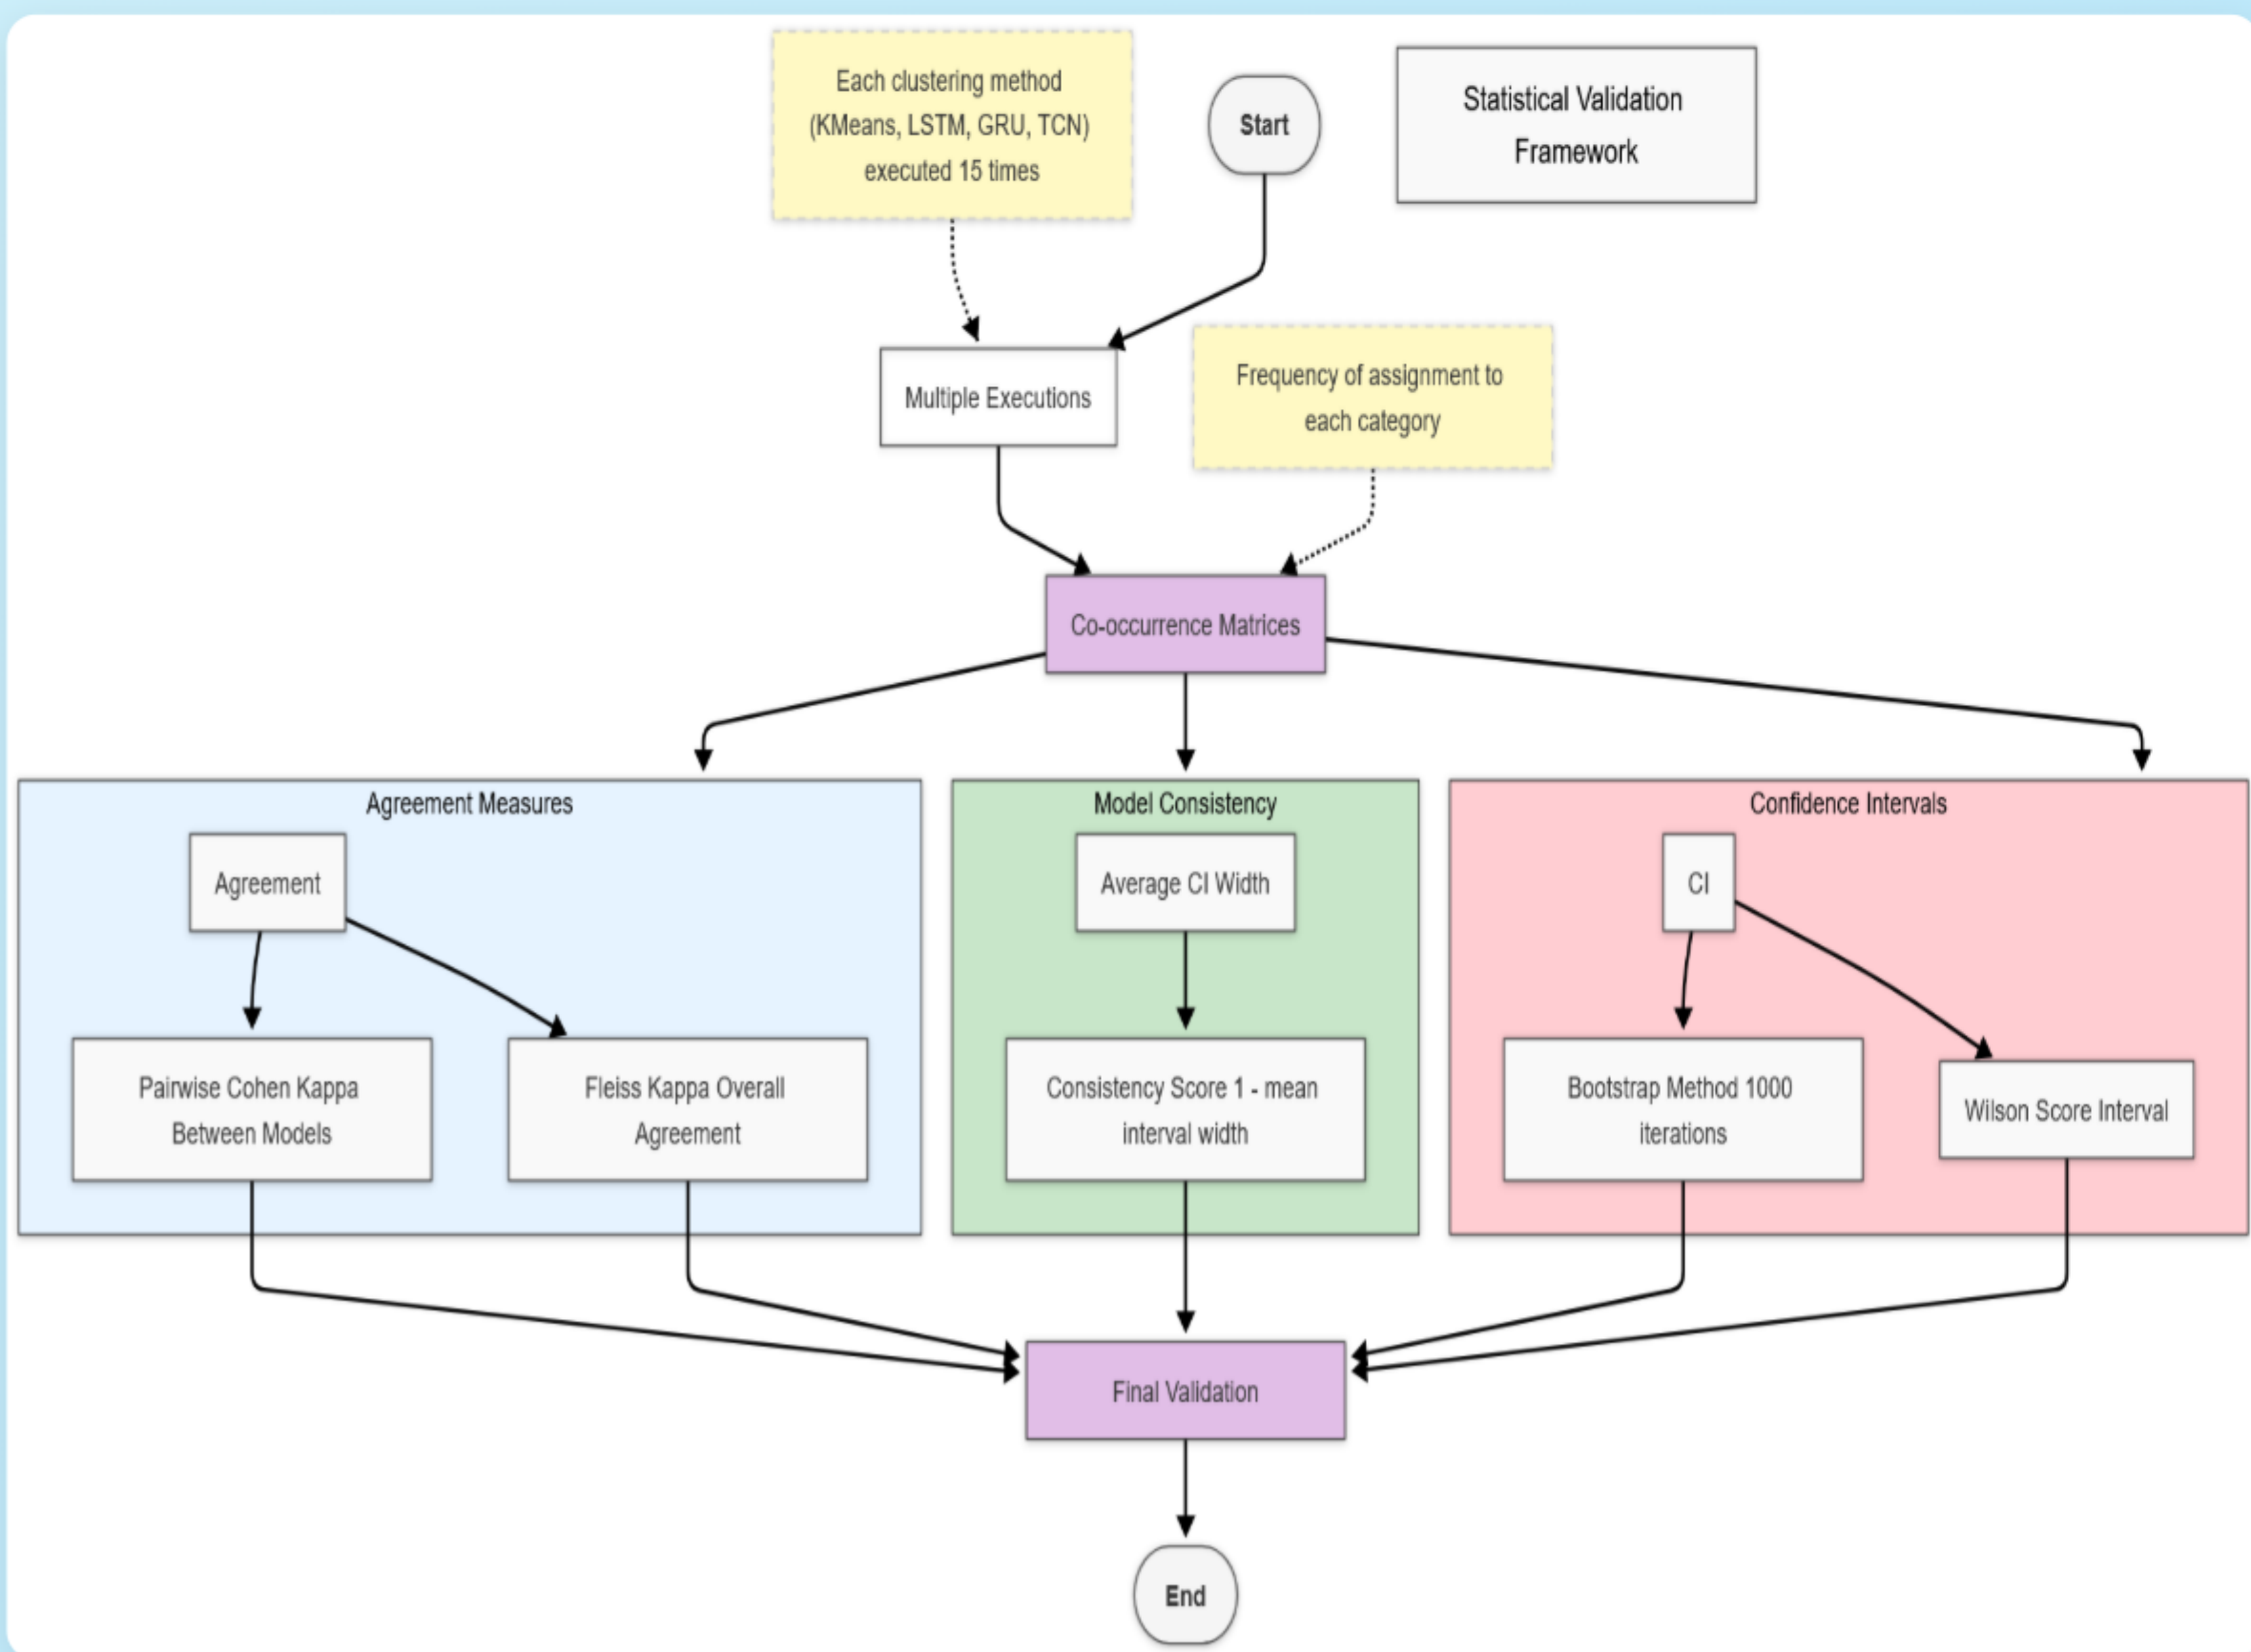 Each clustering method
(KMeans, LSTM, GRU, TCN)
executed 15 times
Start
Statistical Validation
Framework
Multiple Executions
Frequency of assignment to
each category
Co-occurrence Matrices
Agreement Measures
Agreement
Pairwise Cohen Kappa
Between Models
Fleiss Kappa Overall
Agreement
Model Consistency
Average CI Width
Consistency Score 1 - mean
interval width
Confidence Intervals
CI
Bootstrap Method 1000
iterations
Wilson Score Interval
Final Validation
End